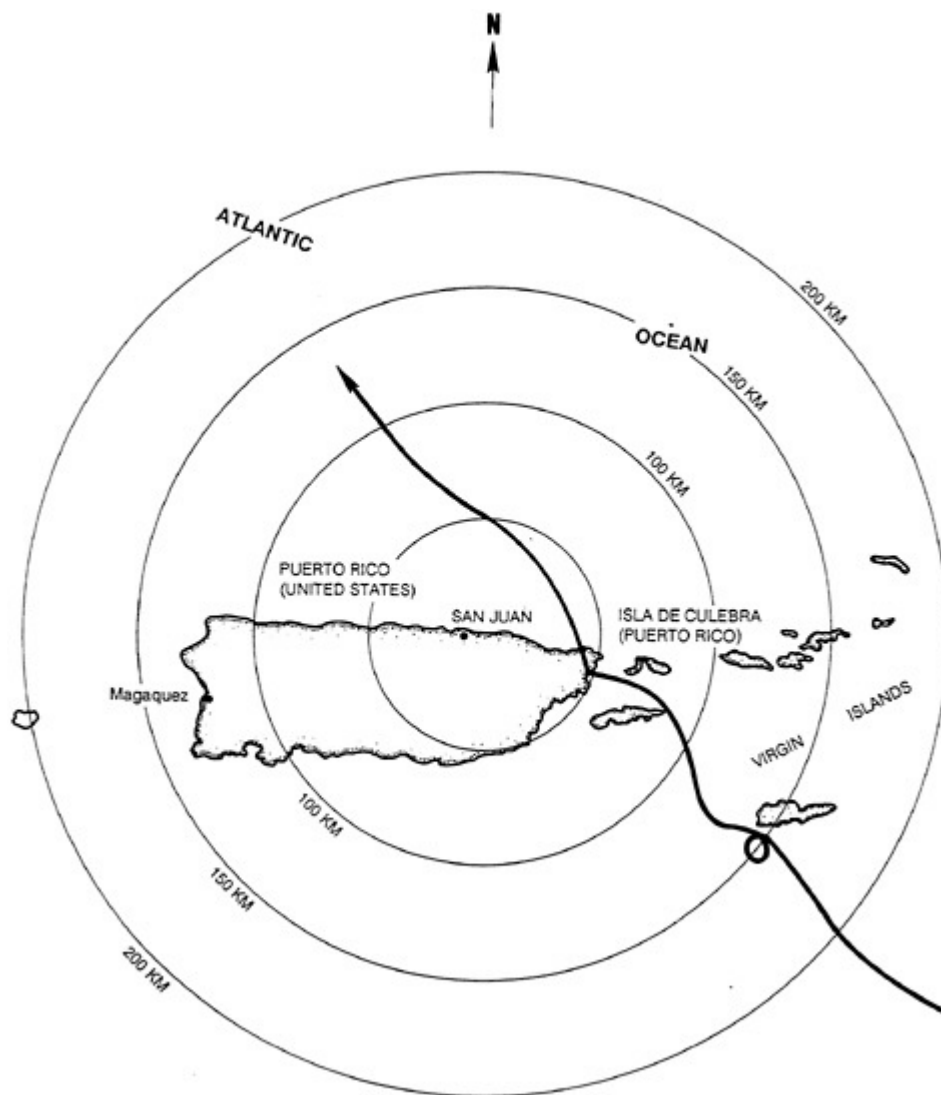 N
ATLANTIC
200 KM
OCEAN
150 KM
100 KM
PUERTO RICO
(UNITED STATES)
SAN JUAN
ISLA DE CULEBRA
(PUERTO RICO)
Magaquez
VIRGIN ISLANDS
100 KM
150 KM
200 KM